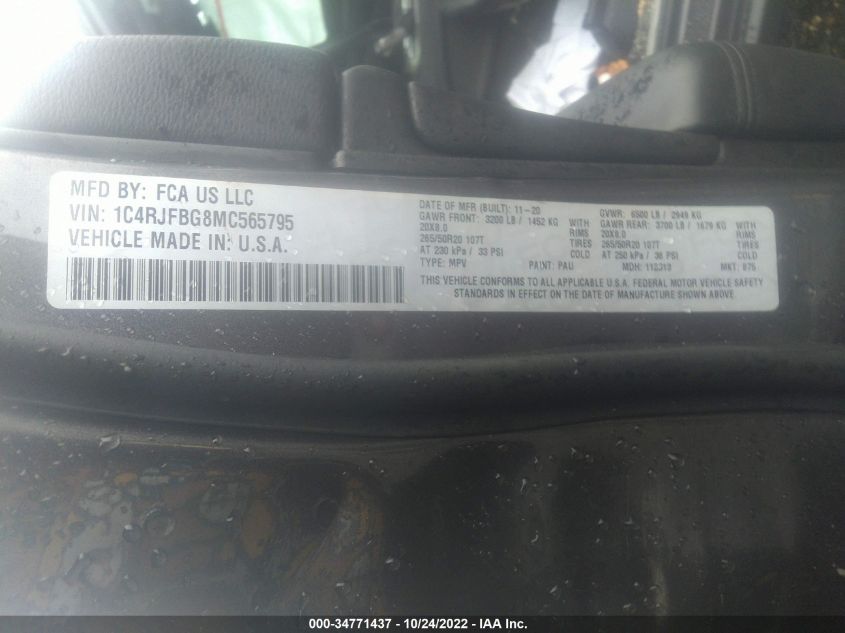 MFD BY: FCA US LLC
VIN: 1C4RJFBG8MC565795
VEHICLE MADE IN: U.S.A.
DATE OF MFR (BUILT): 11-20 GVWR: 6500 LB / 2949 KG
GAWR FRONT: 3200 LB / 1452 KG WITH GAWR REAR: 3700 LB / 1679 KG WITH
20X8.0 RIMS 20X8.0 RIMS
265/50R20 107T TIRES 265/50R20 107T TIRES
AT 230 kPa / 33 PSI COLD AT 250 kPa / 36 PSI COLD
TYPE: MPV PAINT: PAU MDH: MKT:
THIS VEHICLE CONFORMS TO ALL APPLICABLE U.S.A. FEDERAL MOTOR VEHICLE SAFETY
STANDARDS IN EFFECT ON THE DATE OF MANUFACTURE SHOWN ABOVE.
000-34771437 - 10/24/2022 - IAA Inc.